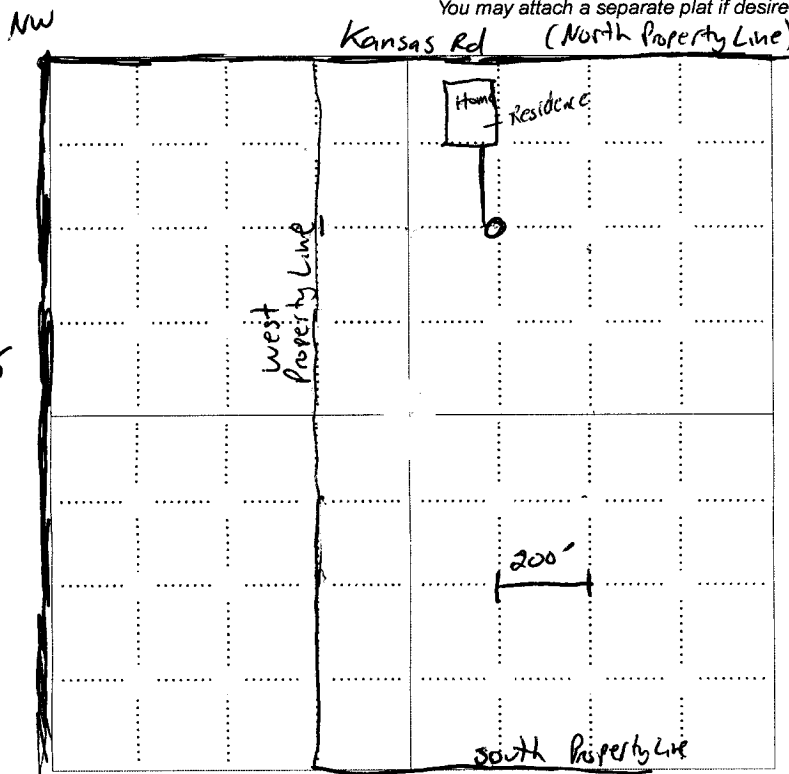 You may attach a separate plat if desire
NW
Kansas Rd (North Property Line)
Home
Residence
West
Property Line
200'
South Property Line